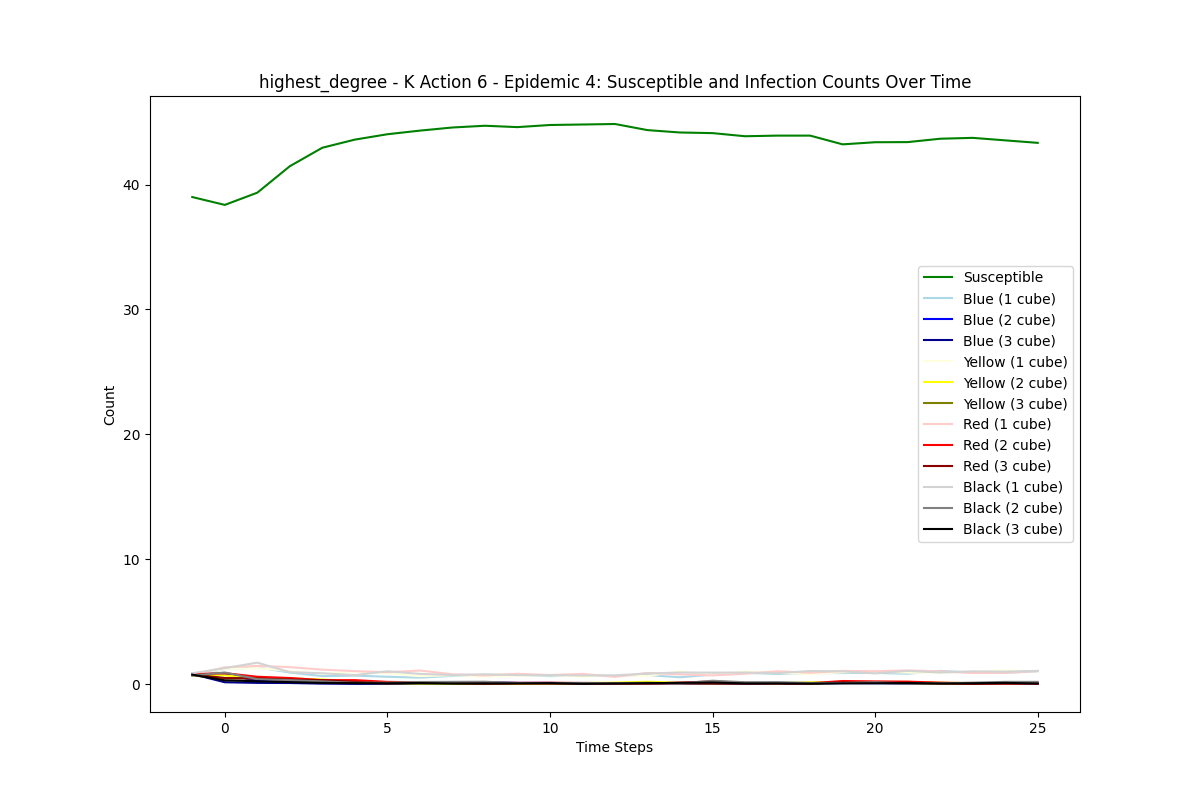 highest_degree - K Action 6 - Epidemic 4: Susceptible and Infection Counts Over Time
Count
40
30
20
10
0
Susceptible
Blue (1 cube)
Blue (2 cube)
Blue (3 cube)
Yellow (1 cube)
Yellow (2 cube)
Yellow (3 cube)
Red (1 cube)
Red (2 cube)
Red (3 cube)
Black (1 cube)
Black (2 cube)
Black (3 cube)
0 5 10 15 20 25
Time Steps